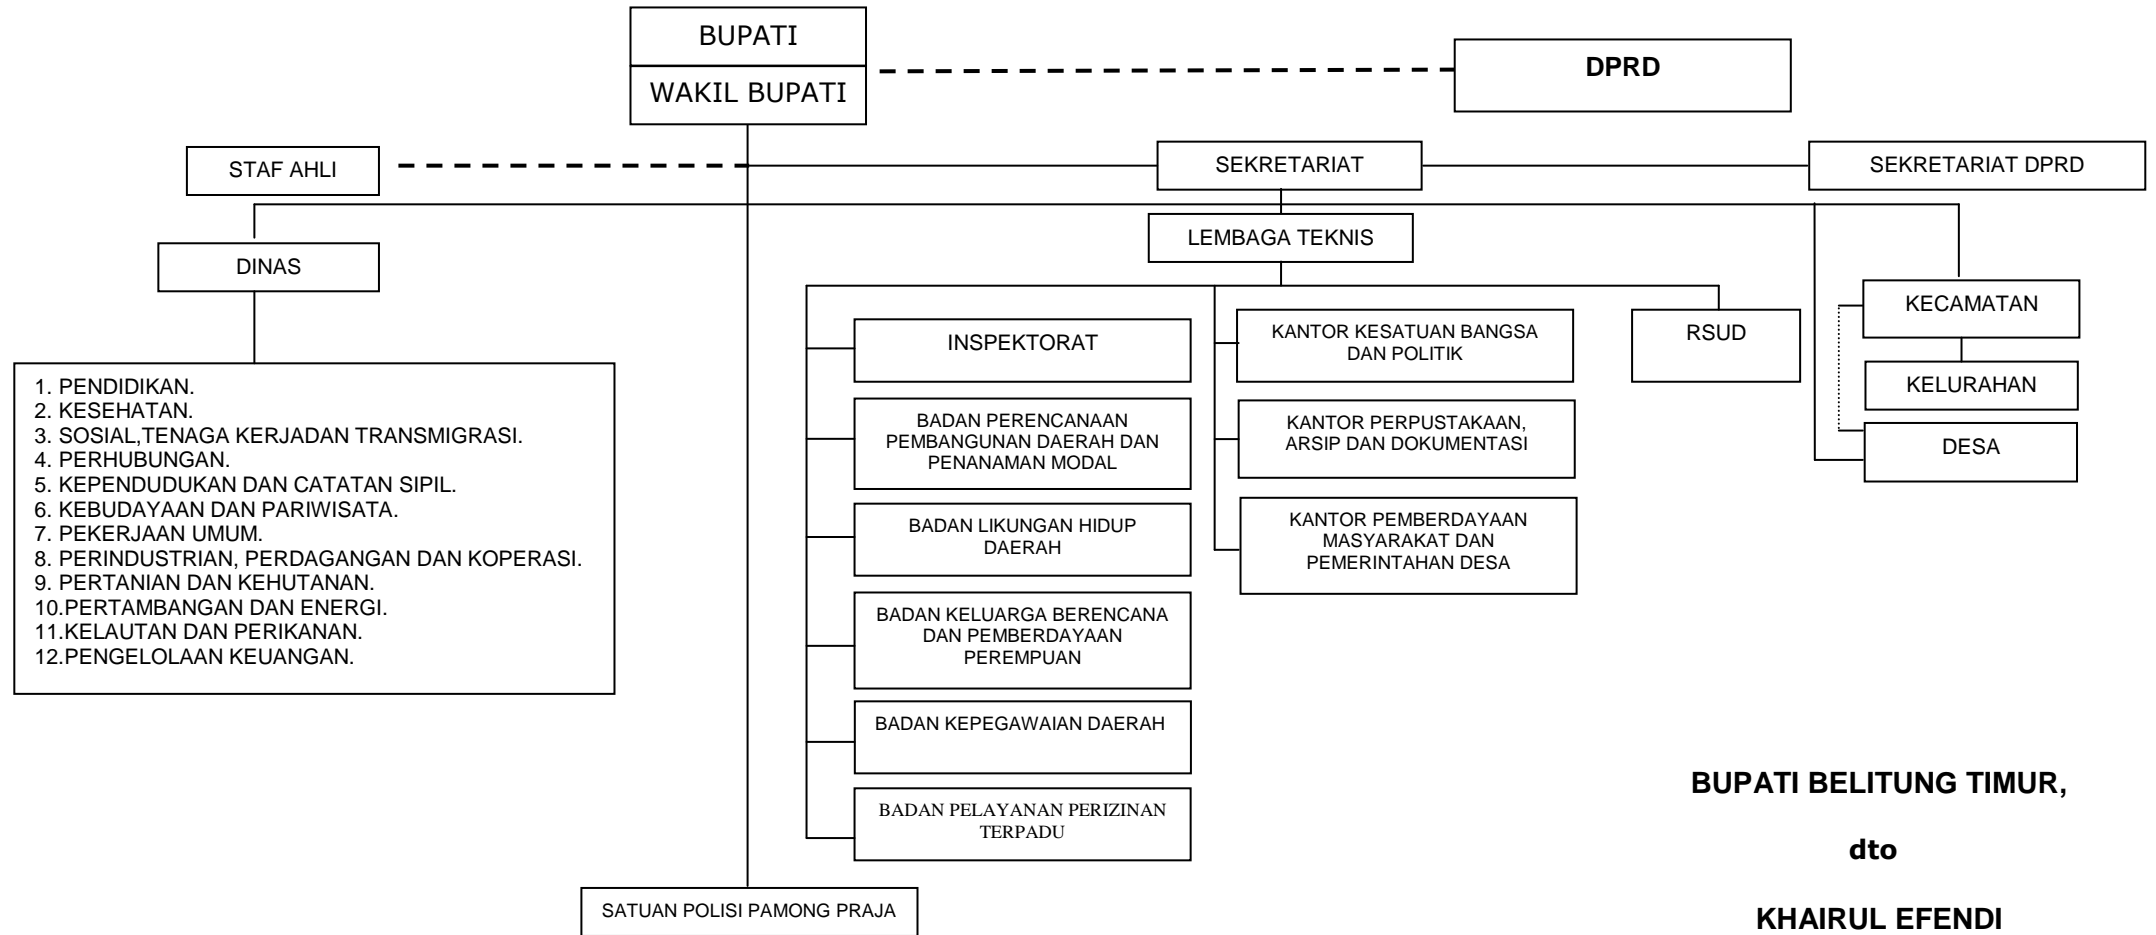 BUPATI
WAKIL BUPATI
DPRD
STAF AHLI
SEKRETARIAT
SEKRETARIAT DPRD
LEMBAGA TEKNIS
DINAS
1. PENDIDIKAN.
2. KESEHATAN.
3. SOSIAL,TENAGA KERJADAN TRANSMIGRASI.
4. PERHUBUNGAN.
5. KEPENDUDUKAN DAN CATATAN SIPIL.
6. KEBUDAYAAN DAN PARIWISATA.
7. PEKERJAAN UMUM.
8. PERINDUSTRIAN, PERDAGANGAN DAN KOPERASI.
9. PERTANIAN DAN KEHUTANAN.
10.PERTAMBANGAN DAN ENERGI.
11.KELAUTAN DAN PERIKANAN.
12.PENGELOLAAN KEUANGAN.
INSPEKTORAT
BADAN PERENCANAAN
PEMBANGUNAN DAERAH DAN
PENANAMAN MODAL
BADAN LIKUNGAN HIDUP
DAERAH
BADAN KELUARGA BERENCANA
DAN PEMBERDAYAAN
PEREMPUAN
BADAN KEPEGAWAIAN DAERAH
BADAN PELAYANAN PERIZINAN
TERPADU
KANTOR KESATUAN BANGSA
DAN POLITIK
KANTOR PERPUSTAKAAN,
ARSIP DAN DOKUMENTASI
KANTOR PEMBERDAYAAN
MASYARAKAT DAN
PEMERINTAHAN DESA
RSUD
KECAMATAN
KELURAHAN
DESA
SATUAN POLISI PAMONG PRAJA
BUPATI BELITUNG TIMUR,
dto
KHAIRUL EFENDI